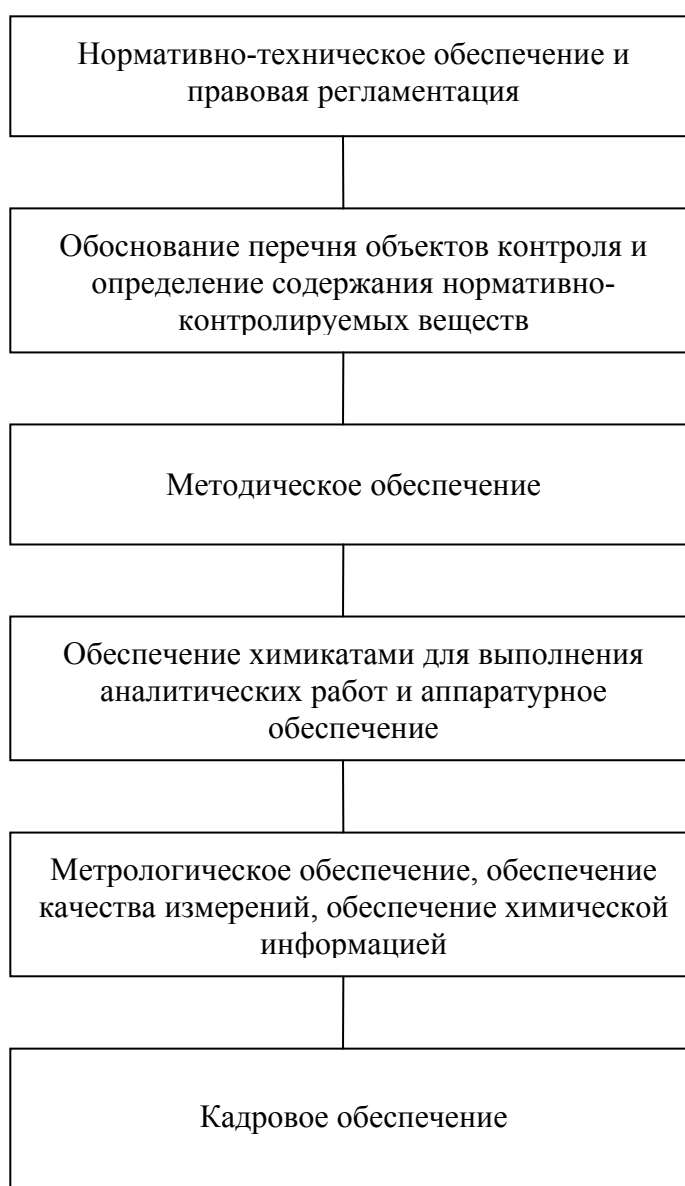 Нормативно-техническое обеспечение и
правовая регламентация
Обоснование перечня объектов контроля и
определение содержания нормативно-
контролируемых веществ
Методическое обеспечение
Обеспечение химикатами для выполнения
аналитических работ и аппаратурное
обеспечение
Метрологическое обеспечение, обеспечение
качества измерений, обеспечение химической
информацией
Кадровое обеспечение